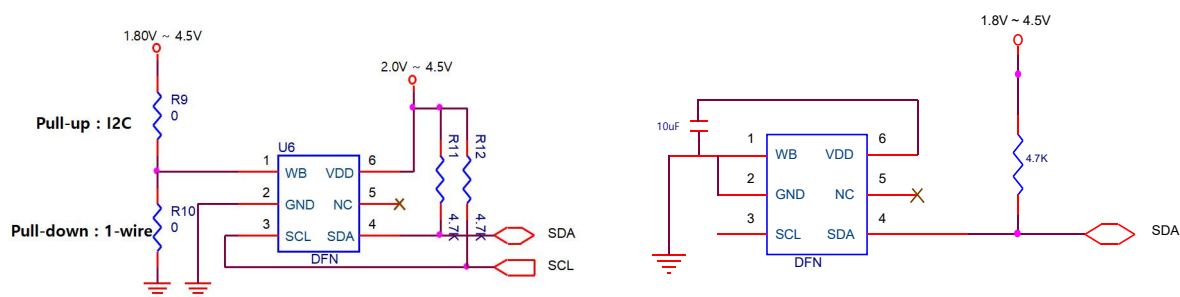 1.80V ~ 4.5V
2.0V ~ 4.5V
R9
0
Pull-up : I2C
R11
R12
U6
1
WB
VDD
6
2
GND
NC
5
R10
0
Pull-down : 1-wire
3
SCL
SDA
4
4.7K
4.7K
SDA
DFN
SCL
1.8V ~ 4.5V
10uF
1
WB
VDD
6
4.7K
2
GND
NC
5
3
SCL
SDA
4
SDA
DFN